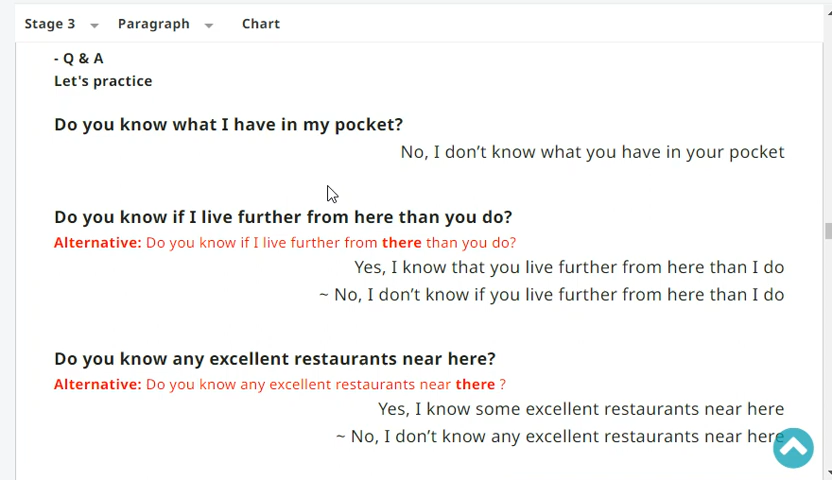 Stage 3 Paragraph Chart
- Q & A
Let's practice
Do you know what I have in my pocket?
No, I don’t know what you have in your pocket
Do you know if I live further from here than you do?
Alternative: Do you know if I live further from there than you do?
Yes, I know that you live further from here than I do
~ No, I don’t know if you live further from here than I do
Do you know any excellent restaurants near here?
Alternative: Do you know any excellent restaurants near there ?
Yes, I know some excellent restaurants near here
~ No, I don’t know any excellent restaurants near here